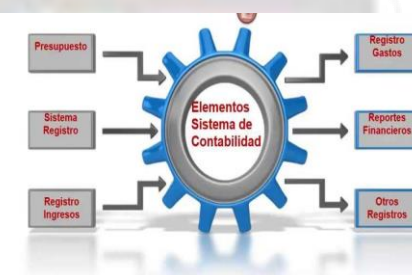 Presupuesto
Sistema
Registro
Registro
Ingresos
Elementos
Sistema de
Contabilidad
Registro
Gastos
Reportes
Financieros
Otros
Registros